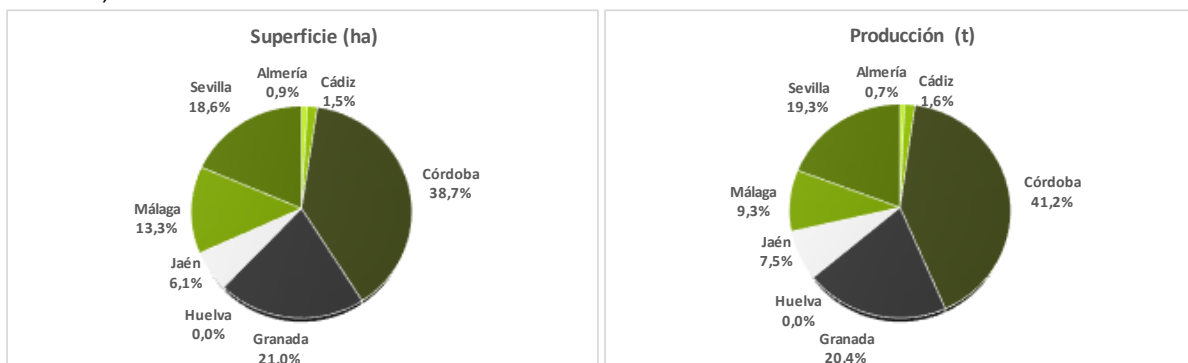 Superficie (ha)
Almería
0,9%
Cádiz
1,5%
Sevilla
18,6%
Córdoba
38,7%
Málaga
13,3%
Jaén
6,1%
Huelva
0,0%
Granada
21,0%
Producción (t)
Almería
0,7%
Cádiz
1,6%
Sevilla
19,3%
Córdoba
41,2%
Málaga
9,3%
Jaén
7,5%
Huelva
0,0%
Granada
20,4%